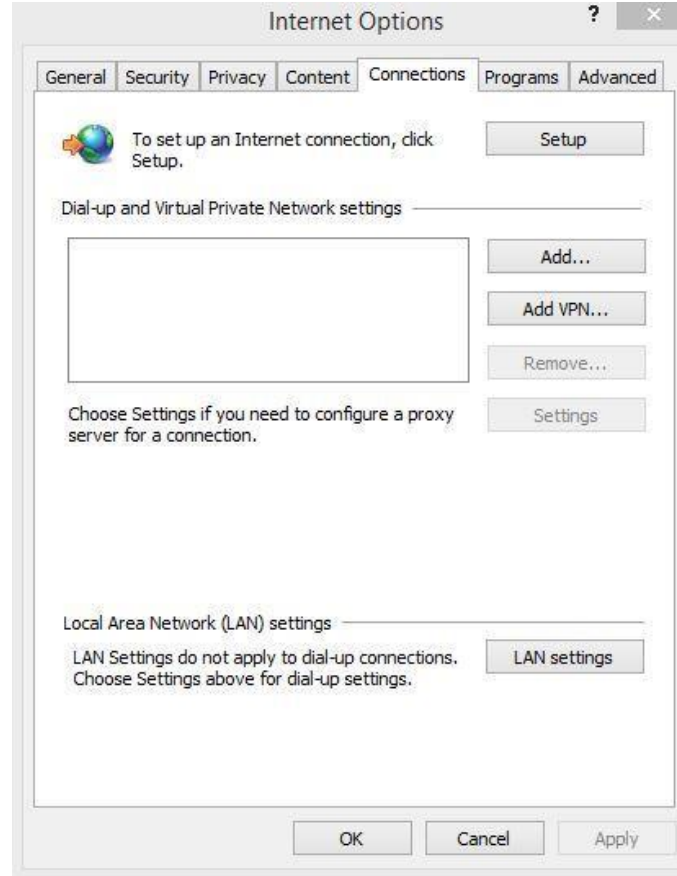 Internet Options
?
General Security Privacy Content Connections Programs Advanced
To set up an Internet connection, click
Setup.
Setup
Dial-up and Virtual Private Network settings
Add...
Add VPN...
Remove...
Choose Settings if you need to configure a proxy
server for a connection.
Settings
Local Area Network (LAN) settings
LAN Settings do not apply to dial-up connections.
Choose Settings above for dial-up settings.
LAN settings
OK Cancel Apply